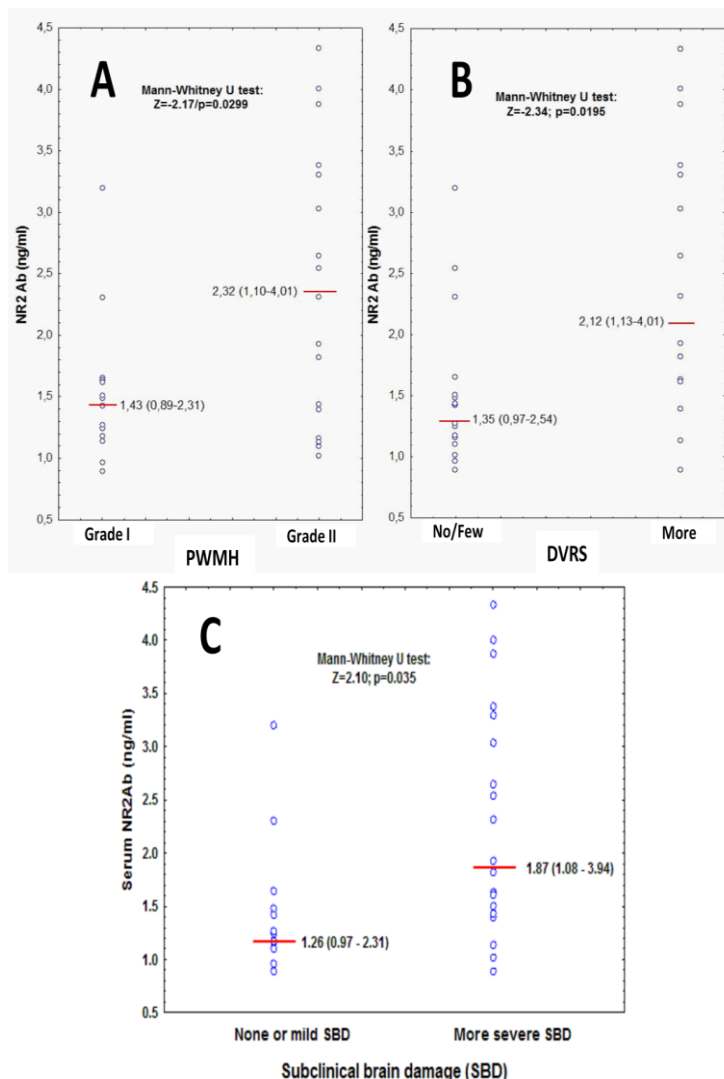 A
Mann-Whitney U test:
Z=-2.17/p=0.0299
NR2 Ab (ng/ml)
4,5
4,0
3,5
3,0
2,5
2,0
1,5
1,0
0,5
1,43 (0,89-2,31)
2,32 (1,10-4,01)
Grade I
Grade II
PWMH
B
Mann-Whitney U test:
Z=-2.34; p=0.0195
NR2 Ab (ng/ml)
4,5
4,0
3,5
3,0
2,5
2,0
1,5
1,0
0,5
1,35 (0,97-2,54)
2,12 (1,13-4,01)
No/Few
More
DVRS
C
Mann-Whitney U test:
Z=2.10; p=0.035
Serum NR2Ab (ng/ml)
4.5
4.0
3.5
3.0
2.5
2.0
1.5
1.0
0.5
1.26 (0.97 - 2.31)
1.87 (1.08 - 3.94)
None or mild SBD
More severe SBD
Subclinical brain damage (SBD)